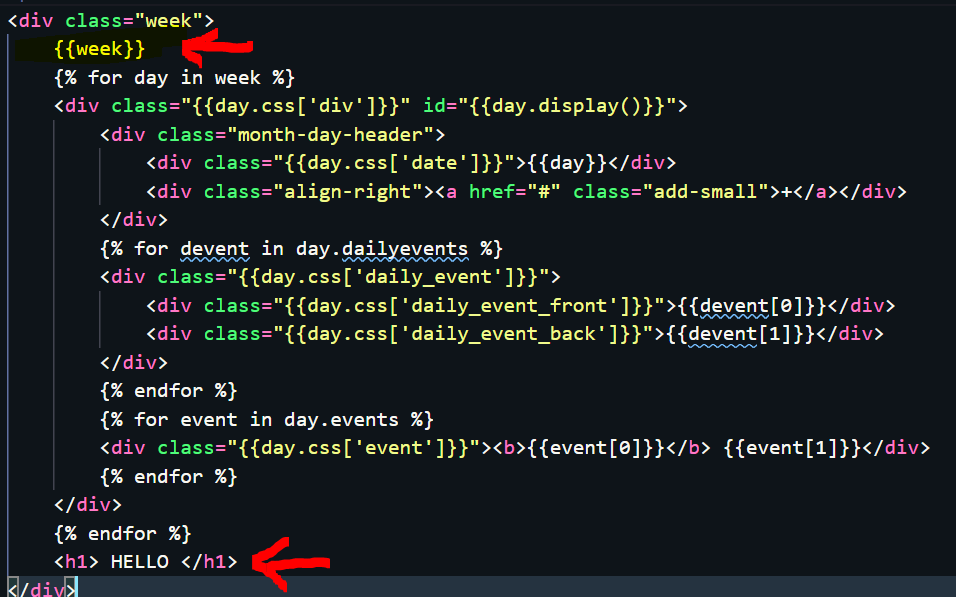 <div class="week">
{{week}}
{% for day in week %}
<div class="{{day.css['div']}}" id="{{day.display()}}">
<div class="month-day-header">
<div class="{{day.css['date']}}">{{day}}</div>
<div class="align-right"><a href="#" class="add-small">+</a></div>
</div>
{% for devent in day.dailyevents %}
<div class="{{day.css['daily_event']}}">
<div class="{{day.css['daily_event_front']}}">{{devent[0]}}</div>
<div class="{{day.css['daily_event_back']}}">{{devent[1]}}</div>
</div>
{% endfor %}
{% for event in day.events %}
<div class="{{day.css['event']}}"><b>{{event[0]}}</b> {{event[1]}}</div>
{% endfor %}
</div>
{% endfor %}
<h1> HELLO </h1>
</div>